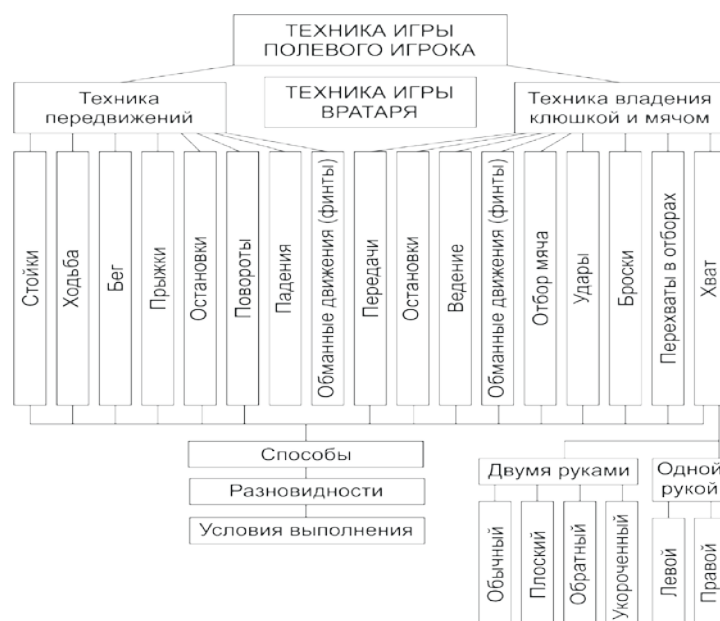 ТЕХНИКА ИГРЫ
ПОЛЕВОГО ИГРОКА
Техника
передвижений
ТЕХНИКА ИГРЫ
ВРАТАРЯ
Техника владения
клюшкой и мячом
Стойки
Ходьба
Бег
Прыжки
Остановки
Повороты
Падения
Обманные движения (финты)
Передачи
Остановки
Ведение
Обманные движения (финты)
Отбор мяча
Удары
Броски
Перехваты в отборах
Хват
Способы
Разновидности
Условия выполнения
Двумя руками
Одной
рукой
Обычный
Плоский
Обратный
Укороченный
Левой
Правой